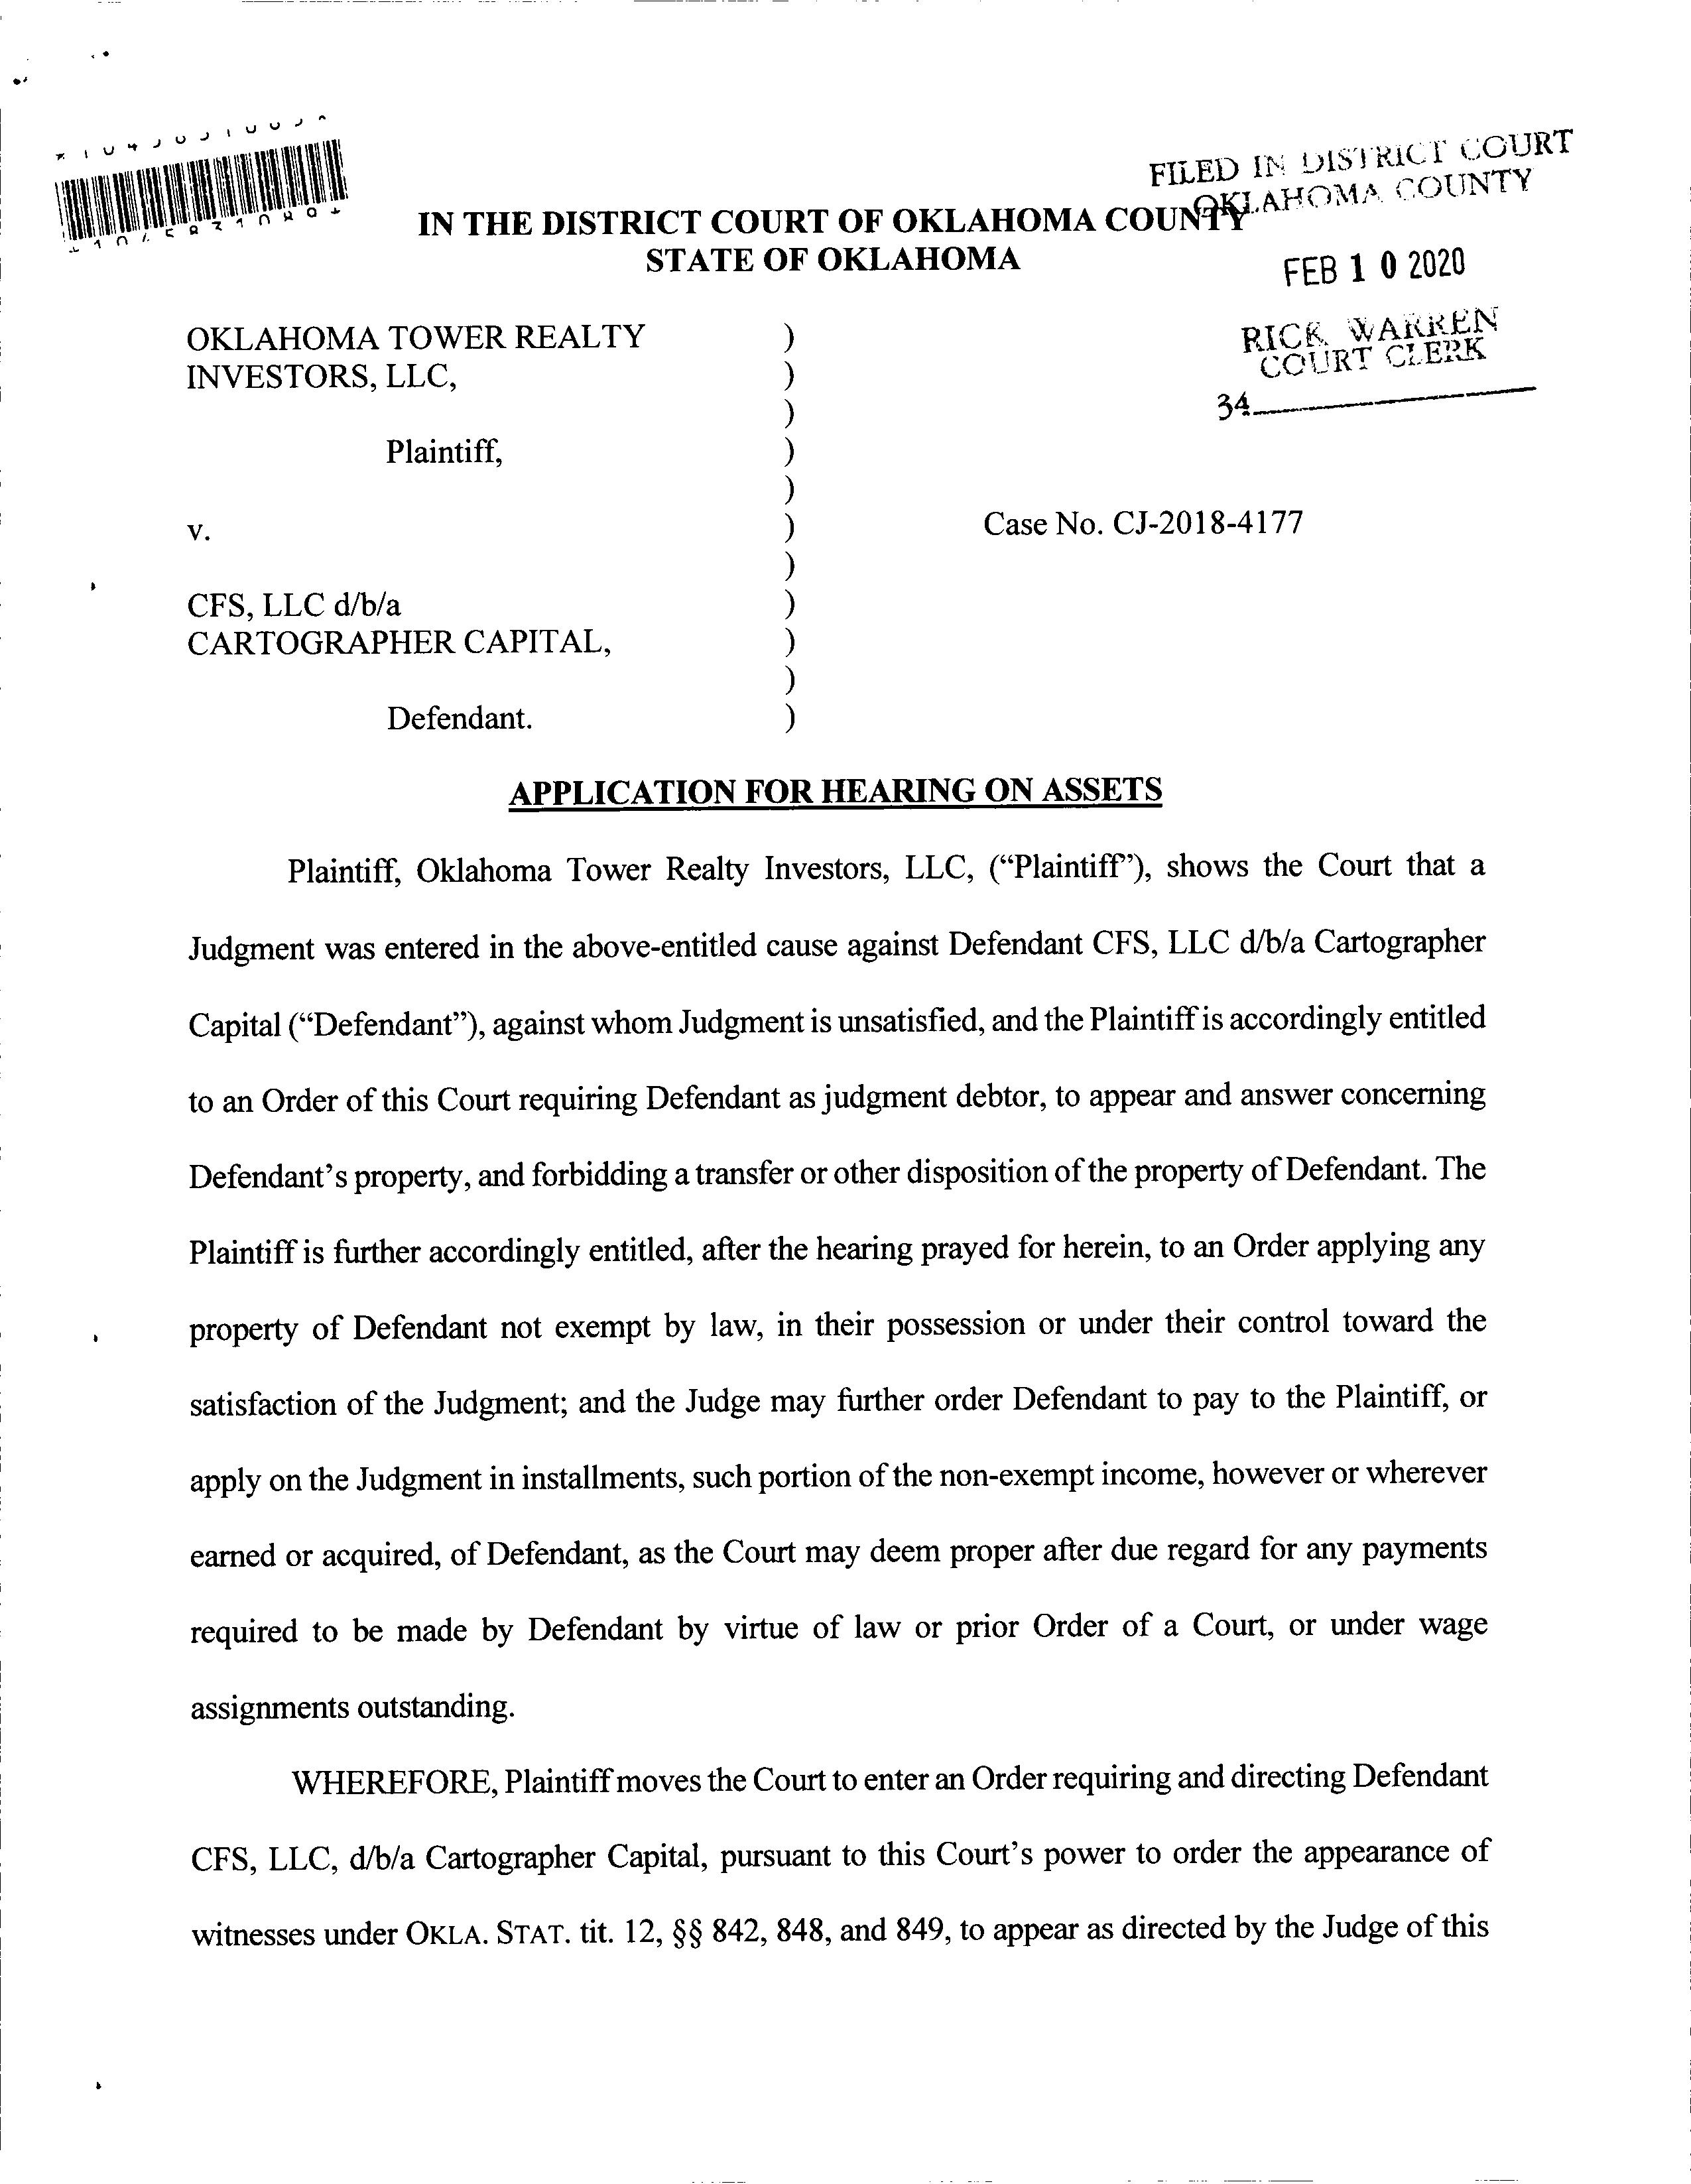 FILED IN DISTRICT COURT
OKLAHOMA COUNTY
IN THE DISTRICT COURT OF OKLAHOMA COUNTY
STATE OF OKLAHOMA
FEB 10 2020
RICK WARREN
COURT CLERK
34
OKLAHOMA TOWER REALTY )
INVESTORS, LLC, )
)
Plaintiff, )
)
v. ) Case No. CJ-2018-4177
)
CFS, LLC d/b/a )
CARTOGRAPHER CAPITAL, )
)
Defendant. )
APPLICATION FOR HEARING ON ASSETS
Plaintiff, Oklahoma Tower Realty Investors, LLC, (“Plaintiff”), shows the Court that a
Judgment was entered in the above-entitled cause against Defendant CFS, LLC d/b/a Cartographer
Capital (“Defendant”), against whom Judgment is unsatisfied, and the Plaintiff is accordingly entitled
to an Order of this Court requiring Defendant as judgment debtor, to appear and answer concerning
Defendant’s property, and forbidding a transfer or other disposition of the property of Defendant. The
Plaintiff is further accordingly entitled, after the hearing prayed for herein, to an Order applying any
property of Defendant not exempt by law, in their possession or under their control toward the
satisfaction of the Judgment; and the Judge may further order Defendant to pay to the Plaintiff, or
apply on the Judgment in installments, such portion of the non-exempt income, however or wherever
earned or acquired, of Defendant, as the Court may deem proper after due regard for any payments
required to be made by Defendant by virtue of law or prior Order of a Court, or under wage
assignments outstanding.
WHEREFORE, Plaintiff moves the Court to enter an Order requiring and directing Defendant
CFS, LLC, d/b/a Cartographer Capital, pursuant to this Court’s power to order the appearance of
witnesses under OKLA. STAT. tit. 12, §§ 842, 848, and 849, to appear as directed by the Judge of this